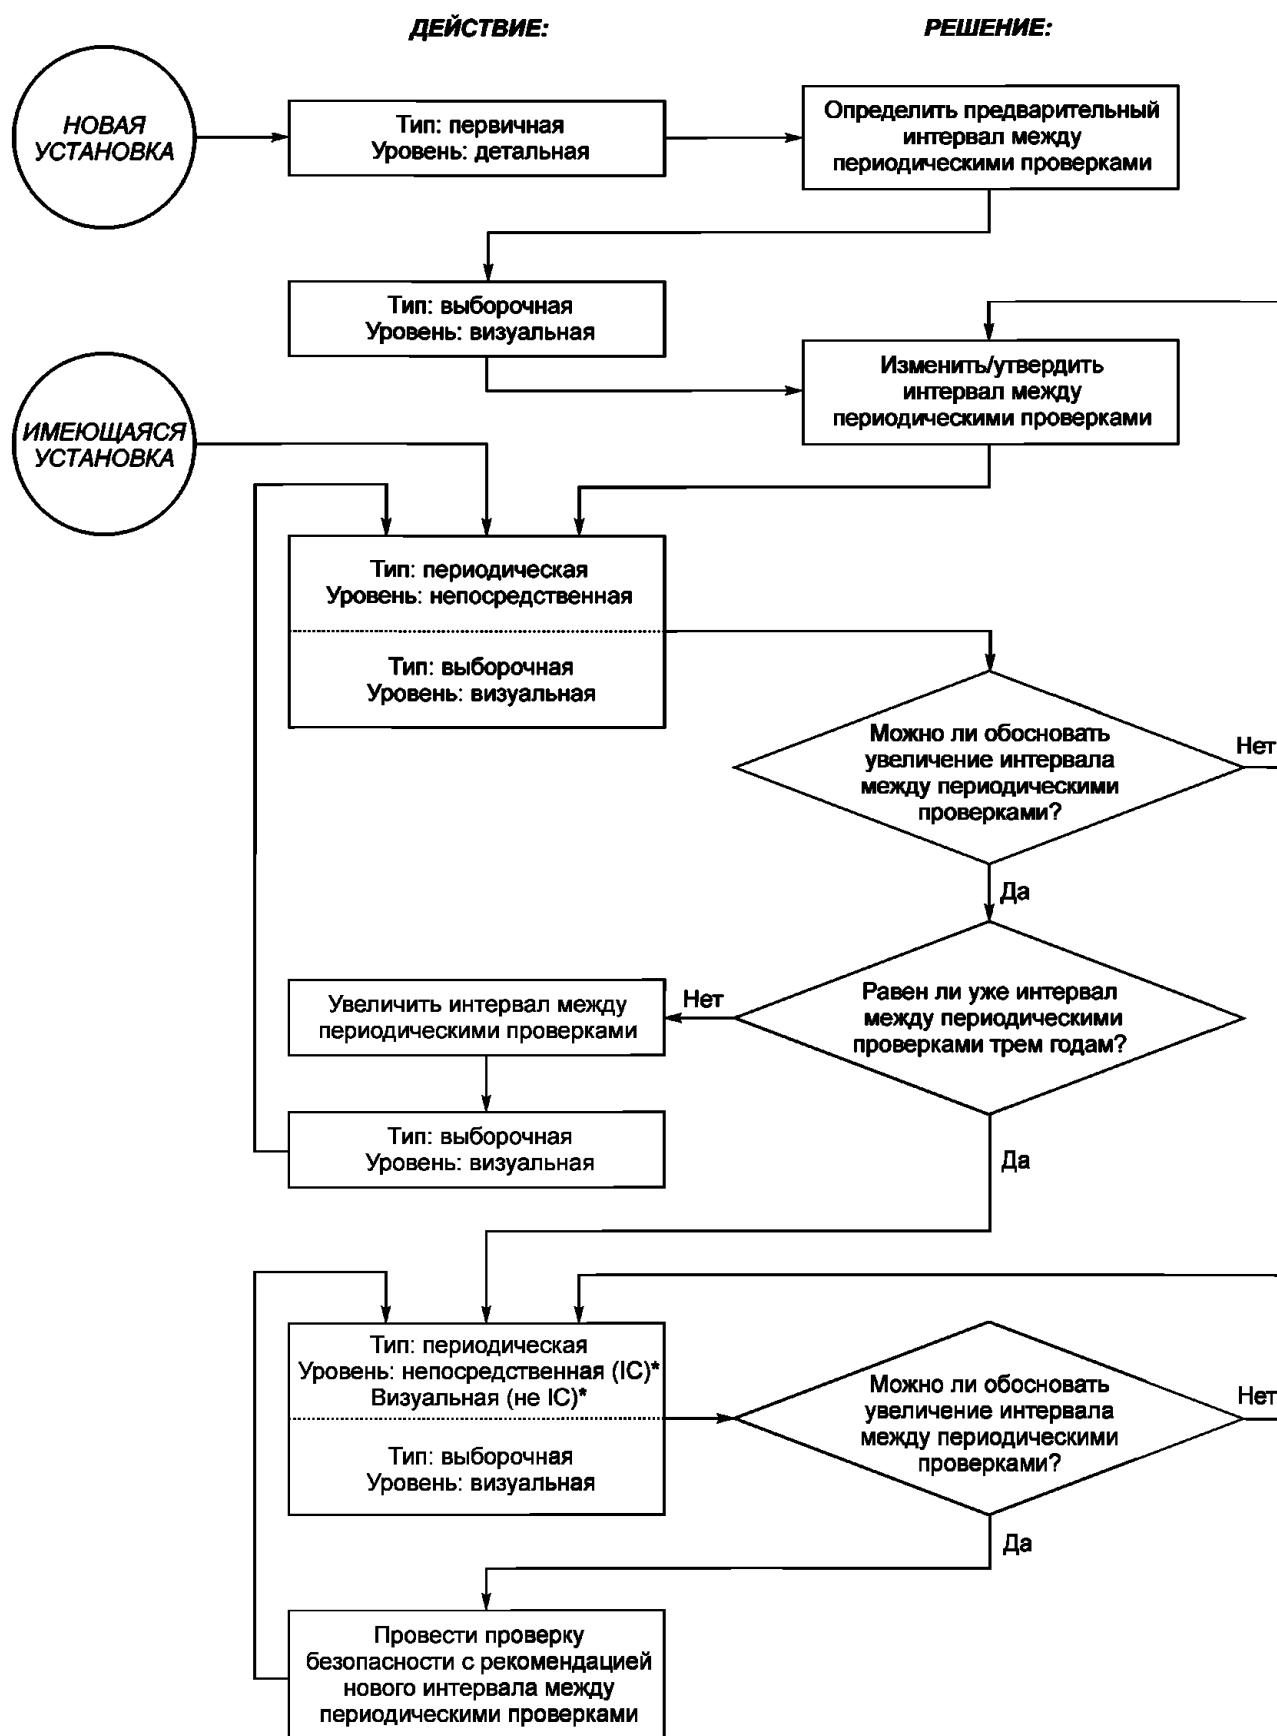 ДЕЙСТВИЕ:
РЕШЕНИЕ:
НОВАЯ
УСТАНОВКА
Тип: первичная
Уровень: детальная
Определить предварительный
интервал между
периодическими проверками
Тип: выборочная
Уровень: визуальная
Изменить/утвердить
интервал между
периодическими проверками
ИМЕЮЩАЯСЯ
УСТАНОВКА
Тип: периодическая
Уровень: непосредственная
Тип: выборочная
Уровень: визуальная
Можно ли обосновать
увеличение интервала
между периодическими
проверками?
Нет
Да
Равен ли уже интервал
между периодическими
проверками трем годам?
Нет
Увеличить интервал между
периодическими проверками
Тип: выборочная
Уровень: визуальная
Да
Тип: периодическая
Уровень: непосредственная (IC)*
Визуальная (не IC)*
Тип: выборочная
Уровень: визуальная
Можно ли обосновать
увеличение интервала
между периодическими
проверками?
Нет
Да
Провести проверку
безопасности с рекомендацией
нового интервала между
периодическими проверками